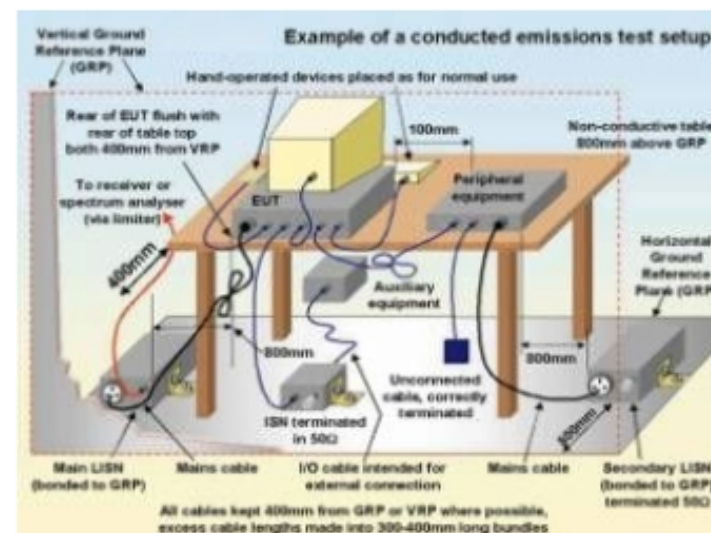 Vertical Ground
Reference Plane
(GRP)
Example of a conducted emissions test setup
Hand-operated devices placed as for normal use
Rear of EUT flush with
rear of table top
both 400mm from VRP
100mm
Non-conductive table
800mm above GRP
To receiver or
spectrum analyser
(via limiter)
EUT
Peripheral
equipment
400mm
Horizontal
Ground
Reference
Plane (GRP)
Auxiliary
equipment
800mm
800mm
Unconnected
cable, correctly
terminated
ISN terminated
in 50Ω
Main LISN
(bonded to GRP)
Mains cable
I/O cable intended for
external connection
Mains cable
Secondary LISN
(bonded to GRP)
terminated 50Ω
All cables kept 400mm from GRP or VRP where possible,
excess cable lengths made into 300-400mm long bundles